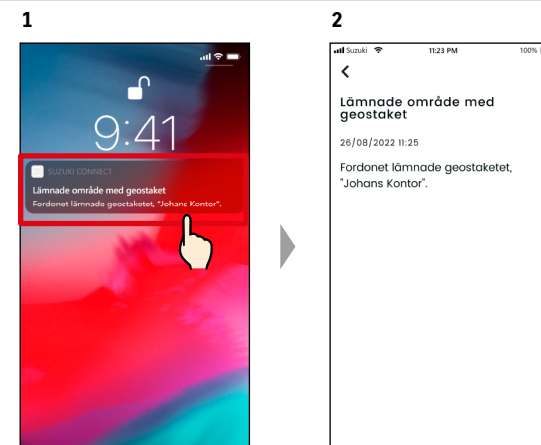 1
9:41
SUZUKI CONNECT
Lämnade område med geostaket
Fordonet lämnade geostaketet, "Johans Kontor".
2
Suzuki 11:23 PM 100%
Lämnade område med
geostaket
26/08/2022 11:25
Fordonet lämnade geostaketet,
"Johans Kontor".